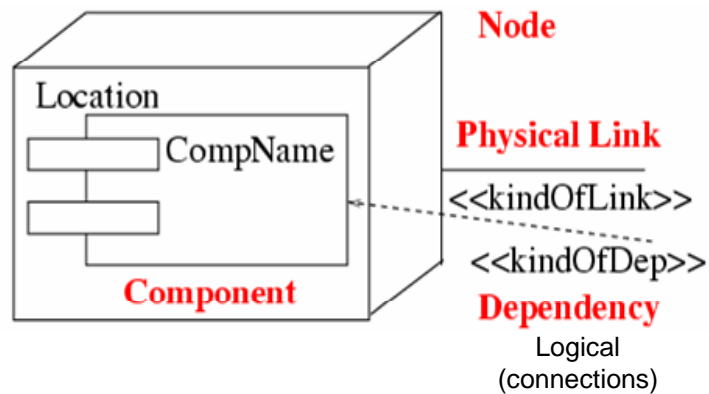 Node
Location
CompName
Physical Link
<<kindOfLink>>
<<kindOfDep>>
Component
Dependency
Logical
(connections)